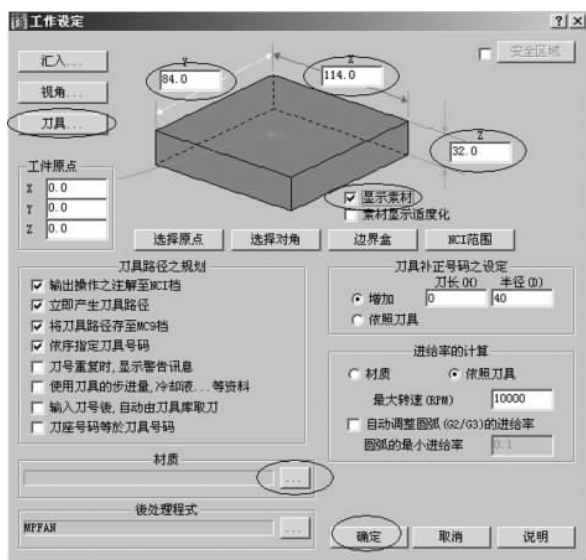 工作设定
? ×
汇入...
视角...
刀具...
Y
84.0
X
114.0
安全区域
Z
32.0
工件原点
X 0.0
Y 0.0
Z 0.0
显示素材
素材显示适度化
选择原点
选择对角
边界盒
NCI范围
刀具路径之规划
输出操作之注解至NCI档
立即产生刀具路径
将刀具路径存至MC9档
依序指定刀具号码
刀号重复时,显示警告讯息
使用刀具的步进量,冷却液...等资料
输入刀号後,自动由刀具库取刀
刀座号码等於刀具号码
刀具补正号码之设定
刀长(H) 半径(D)
增加 0 40
依照刀具
进给率的计算
材质 依照刀具
最大转速(RPM) 10000
自动调整圆弧(G2/G3)的进给率
圆弧的最小进给率 0.1
材质
...
後处理程式
MPFAN ...
确定
取消
说明